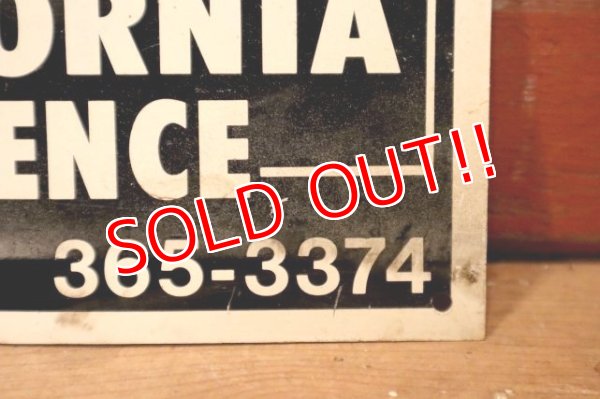 ORNIA
ENCE
SOLD OUT!!
365-3374